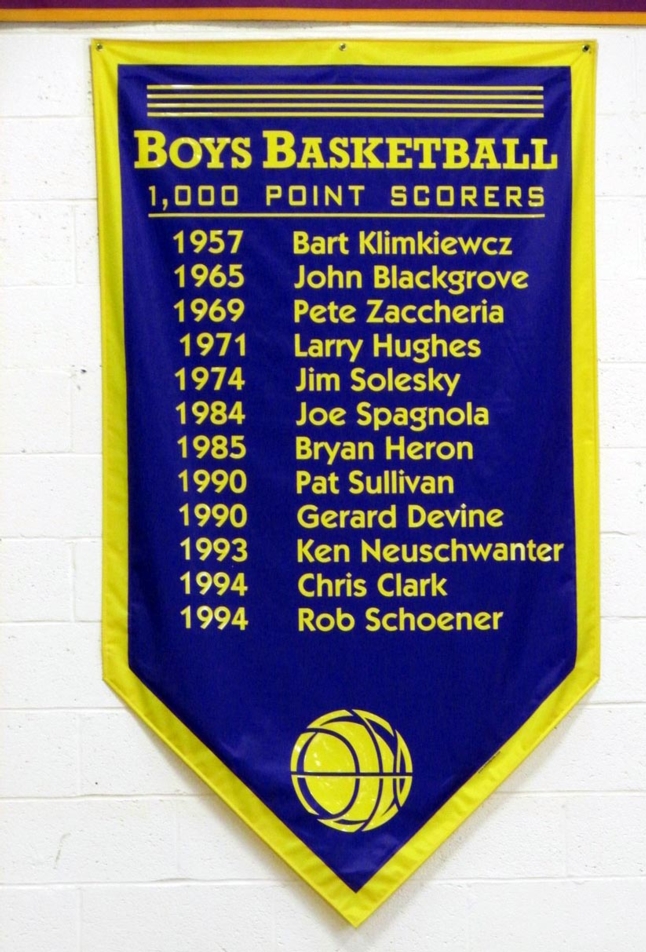 BOYS BASKETBALL
1,000 POINT SCORERS
1957 Bart Klimkiewcz
1965 John Blackgrove
1969 Pete Zaccheria
1971 Larry Hughes
1974 Jim Solesky
1984 Joe Spagnola
1985 Bryan Heron
1990 Pat Sullivan
1990 Gerard Devine
1993 Ken Neuschwanter
1994 Chris Clark
1994 Rob Schoener